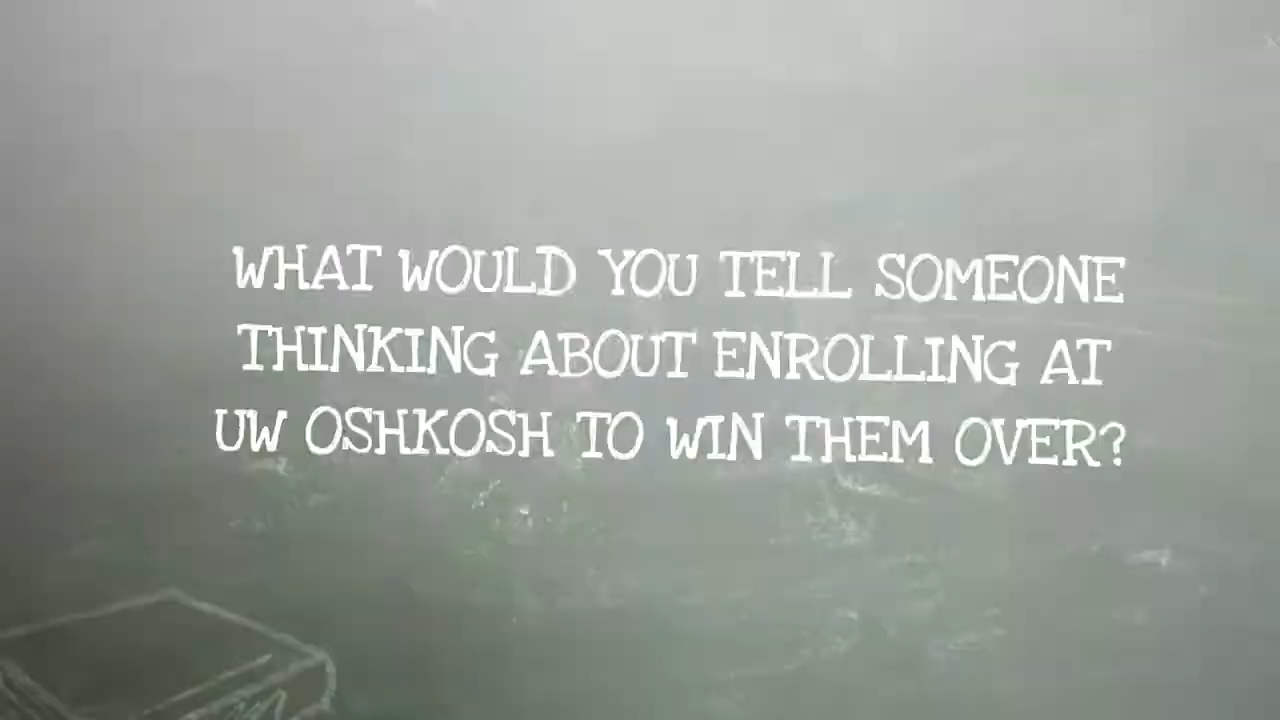 WHAT WOULD YOU TELL SOMEONE
THINKING ABOUT ENROLLING AT
UW OSHKOSH TO WIN THEM OVER?